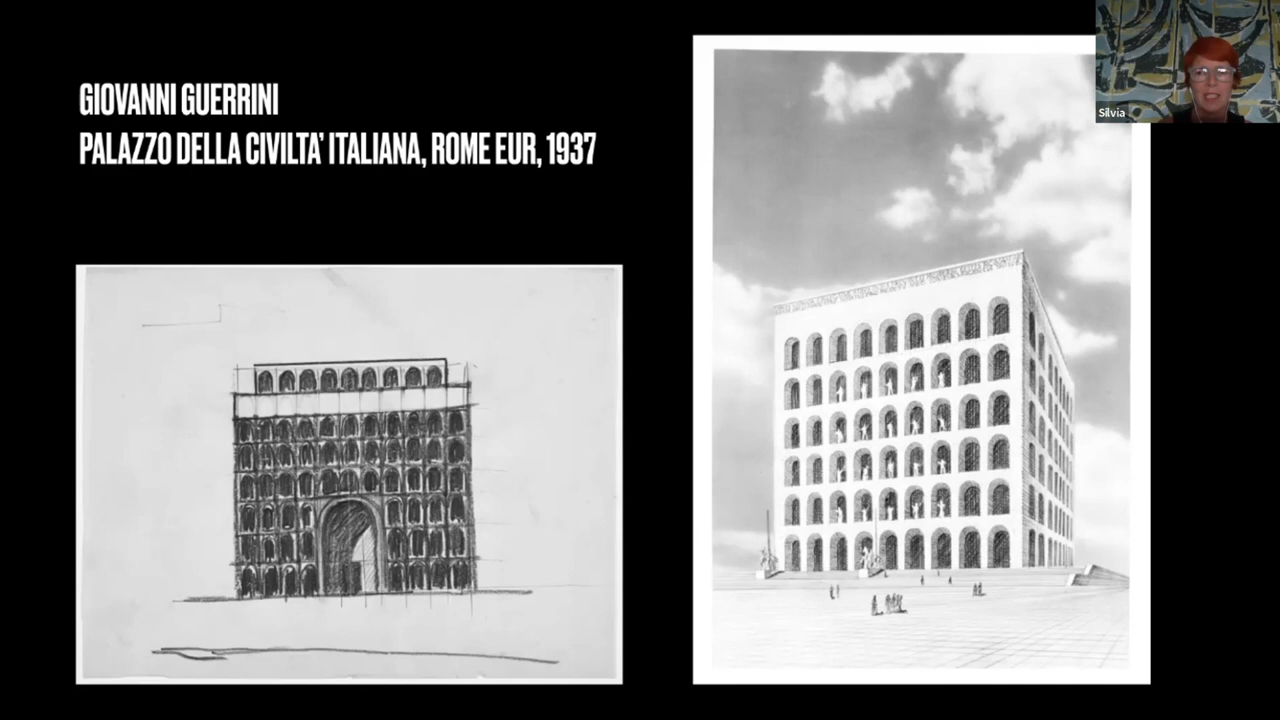 GIOVANNI GUERRINI
PALAZZO DELLA CIVILTA' ITALIANA, ROME EUR, 1937
Silvia